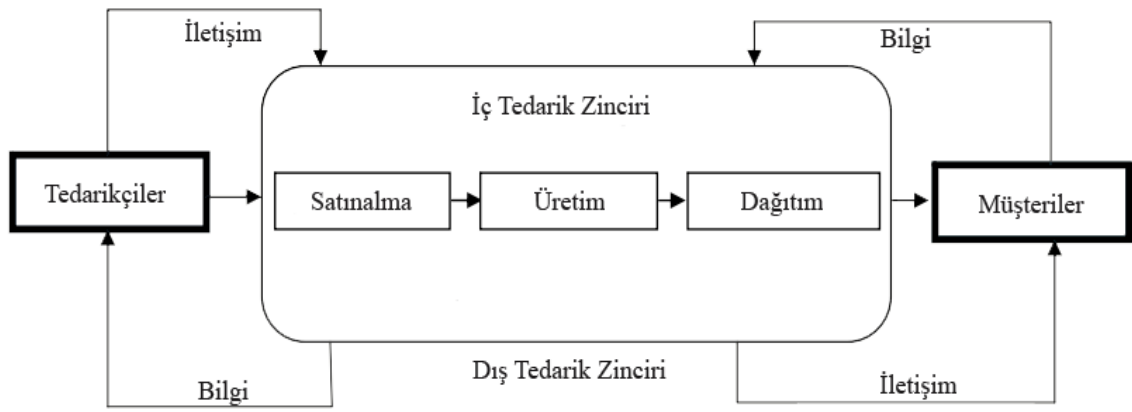 İletişim
Bilgi
İç Tedarik Zinciri
Tedarikçiler
Satınalma
Üretim
Dağıtım
Müşteriler
Dış Tedarik Zinciri
Bilgi
İletişim